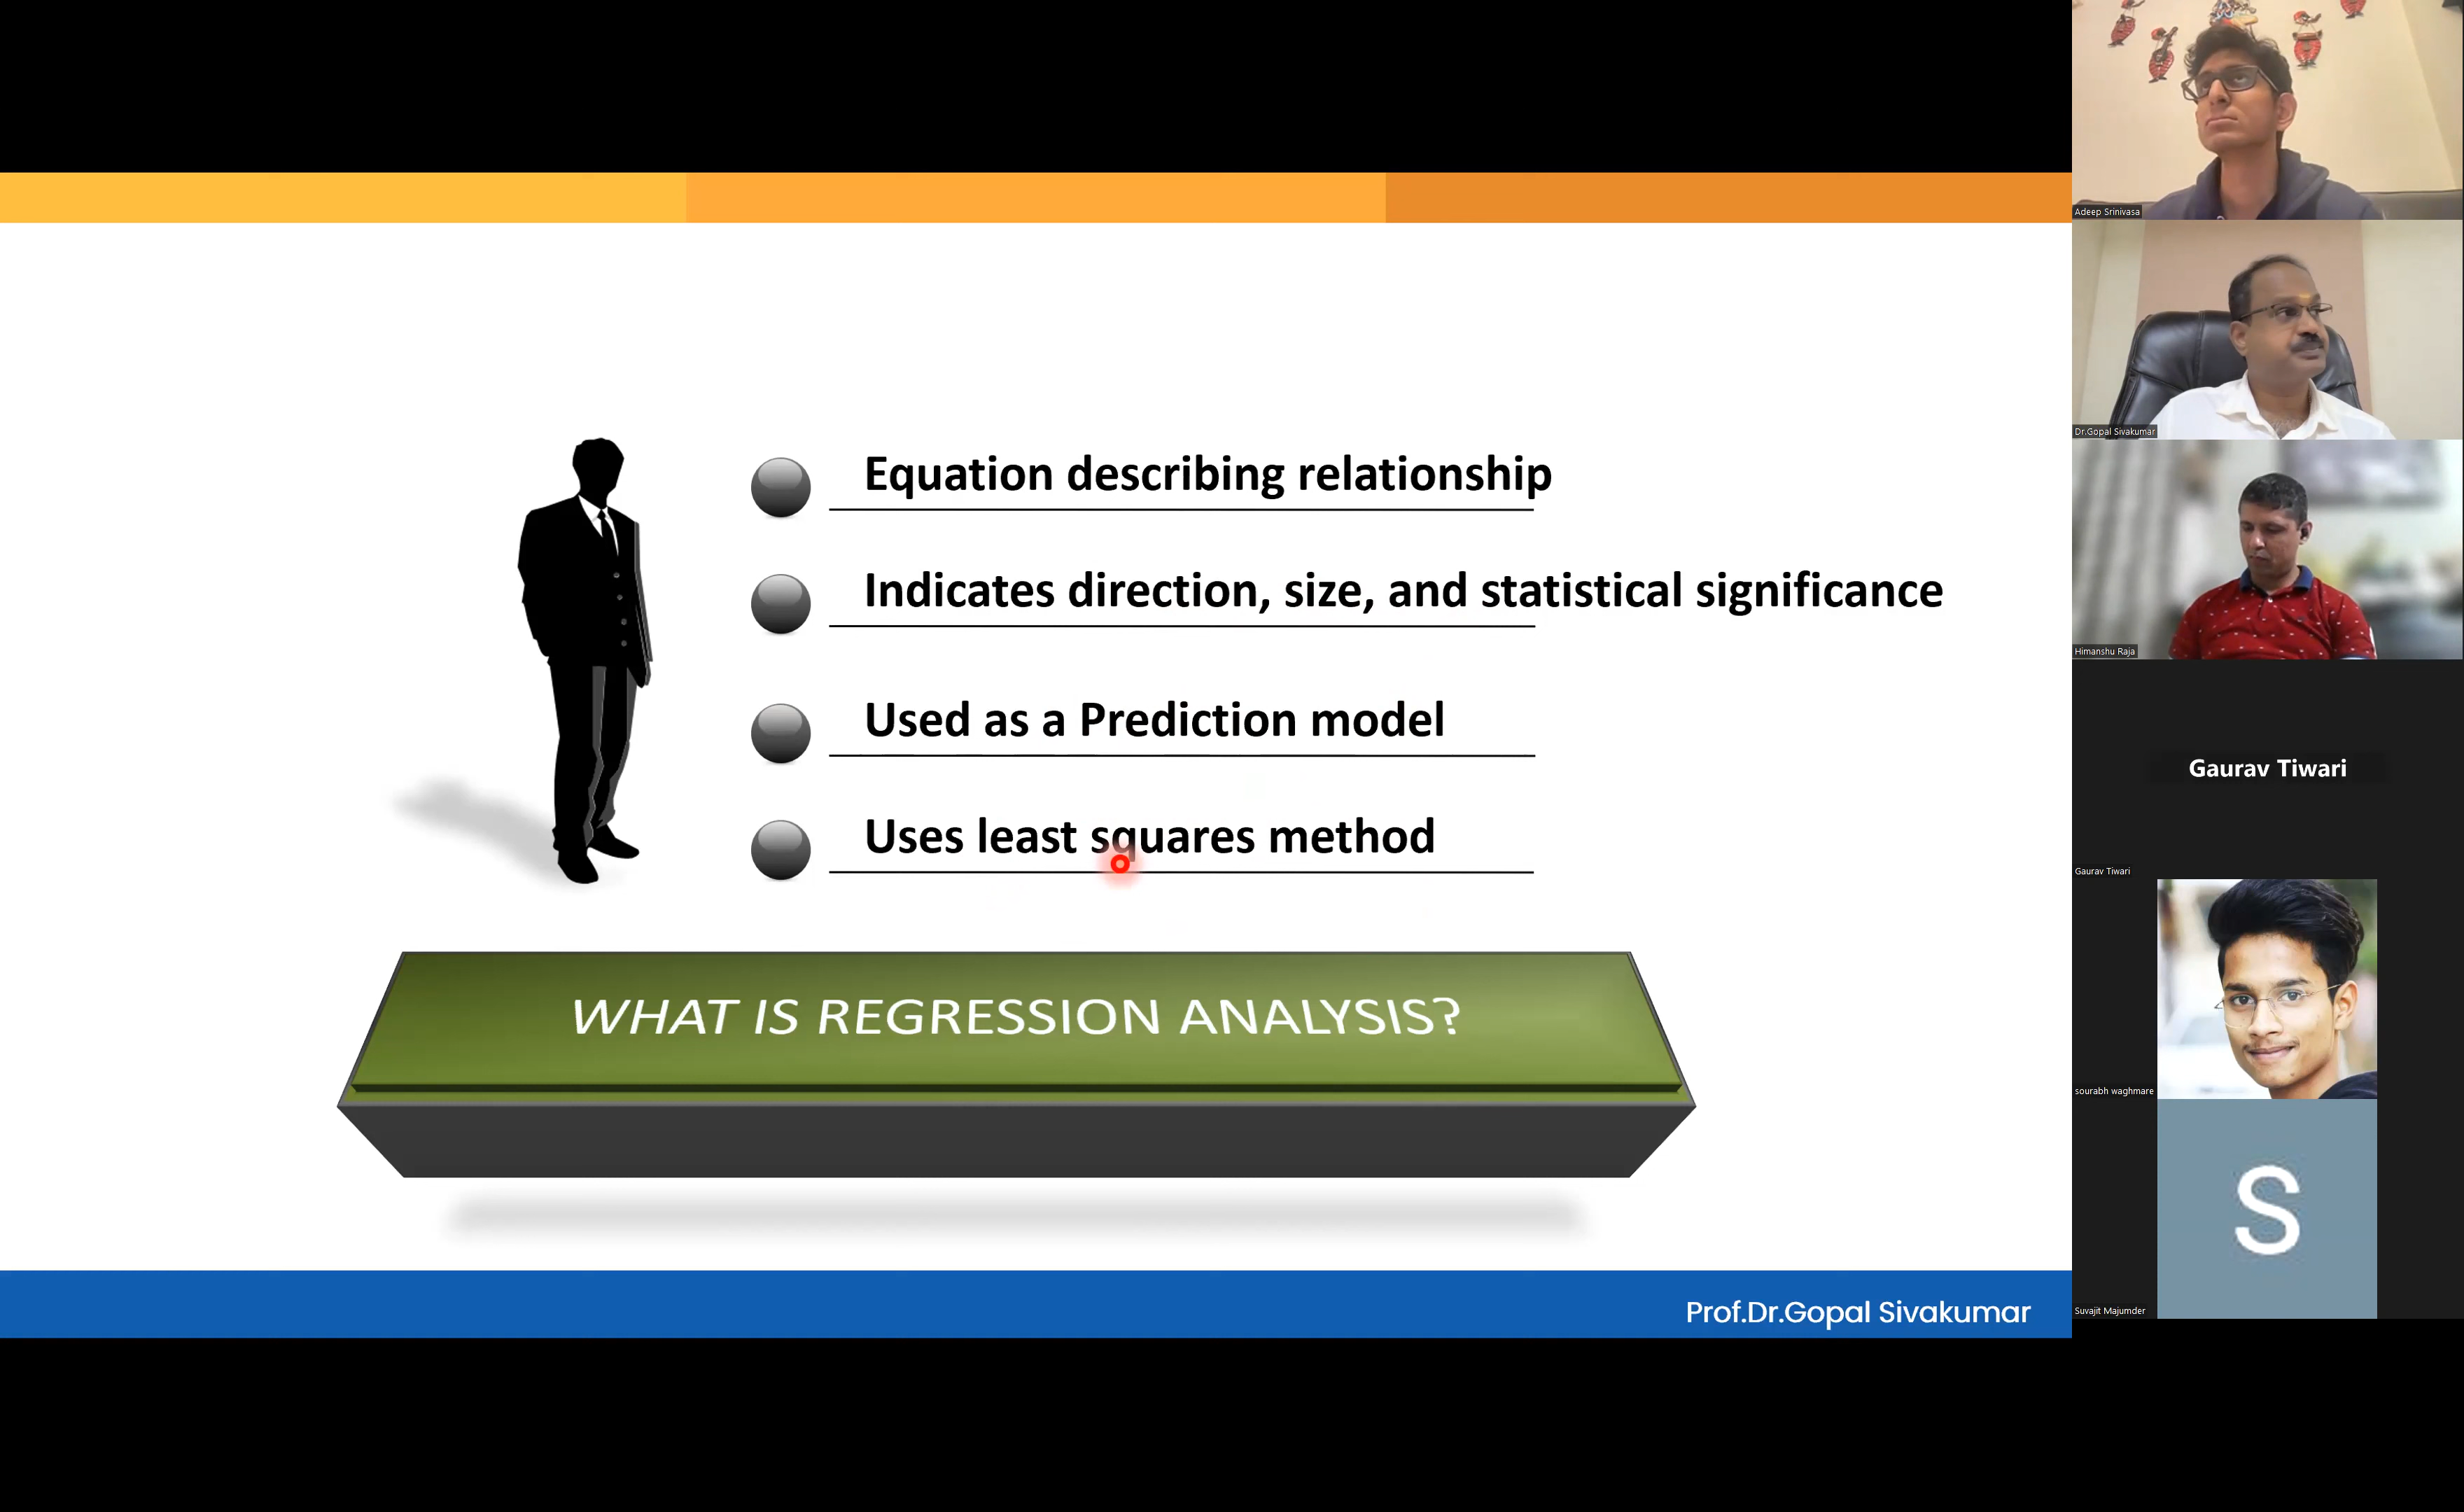 Equation describing relationship
Indicates direction, size, and statistical significance
Used as a Prediction model
Uses least squares method
WHAT IS REGRESSION ANALYSIS?
Prof.Dr.Gopal Sivakumar
Adeep Srinivasa
Dr.Gopal Sivakumar
Himanshu Raja
Gaurav Tiwari
Gaurav Tiwari
sourabh waghmare
S
Suvajit Majumder